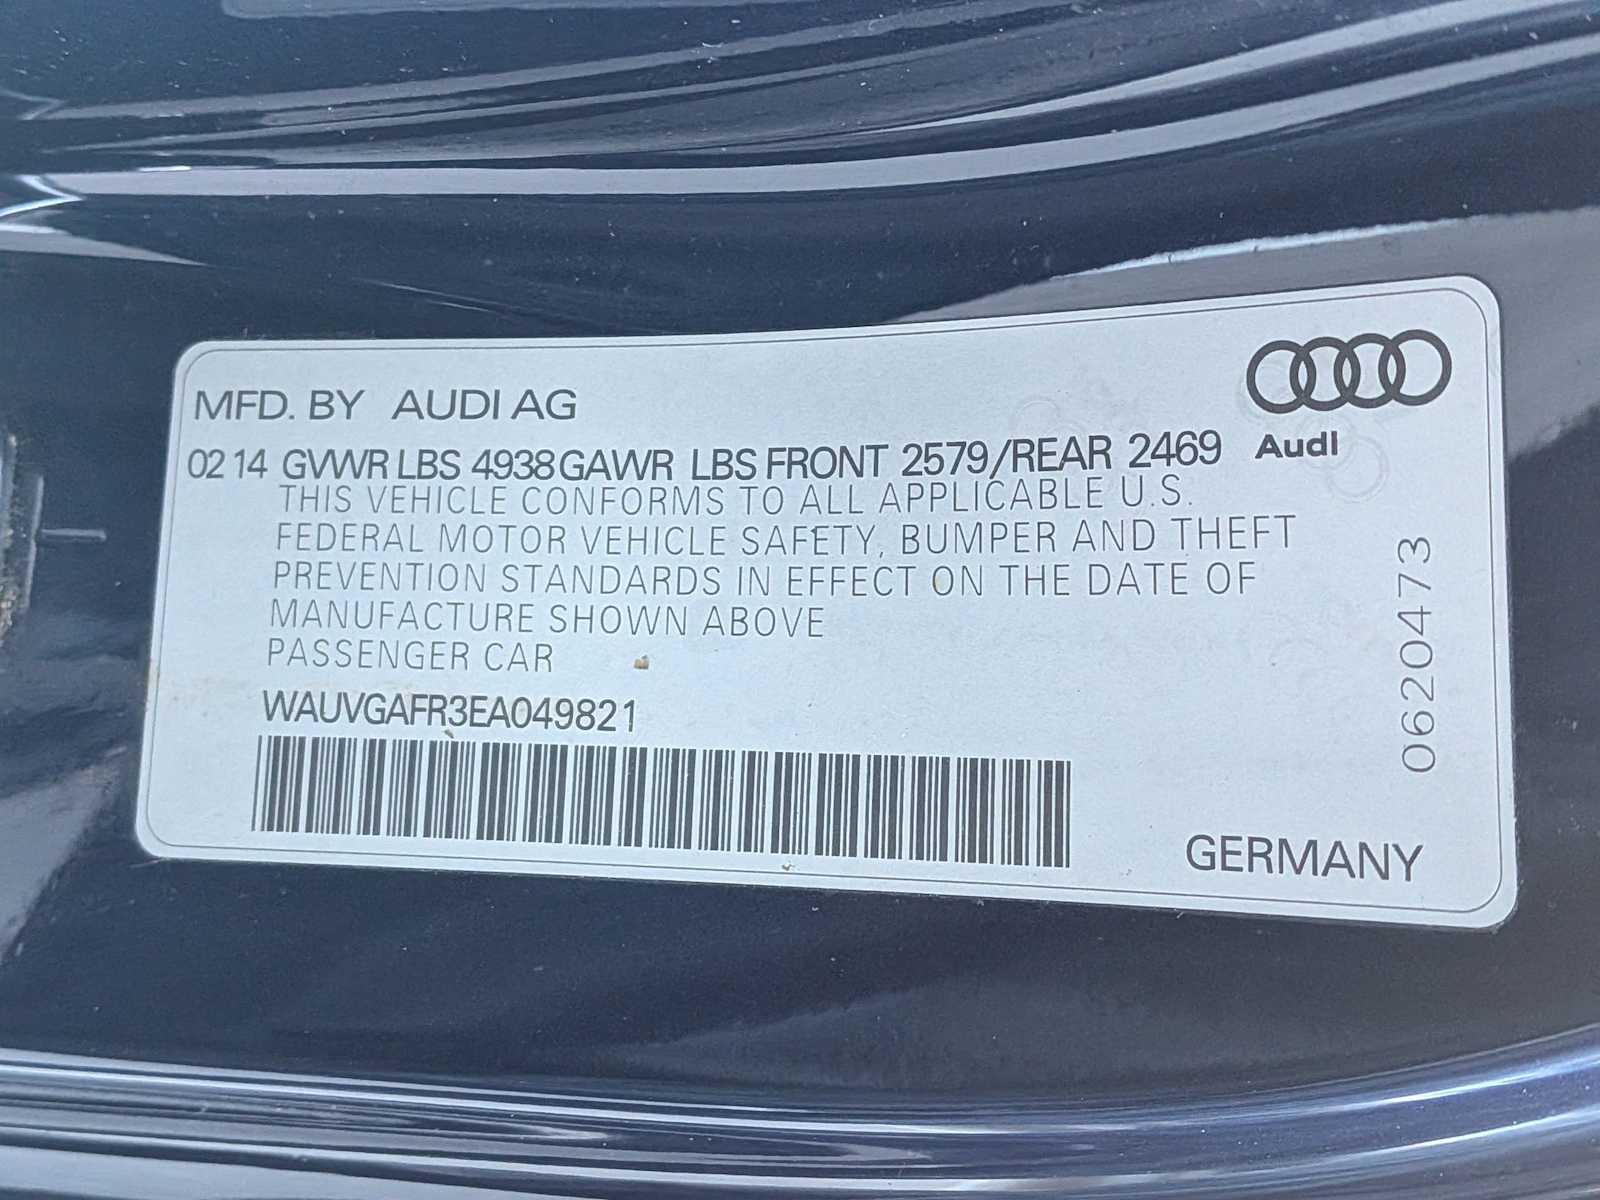 MFD. BY AUDI AG
02 14 GVWR LBS 4938 GAWR LBS FRONT 2579/REAR 2469
Audi
THIS VEHICLE CONFORMS TO ALL APPLICABLE U.S.
FEDERAL MOTOR VEHICLE SAFETY, BUMPER AND THEFT
PREVENTION STANDARDS IN EFFECT ON THE DATE OF
MANUFACTURE SHOWN ABOVE
PASSENGER CAR
WAUVGAFR3EA049821
0620473
GERMANY